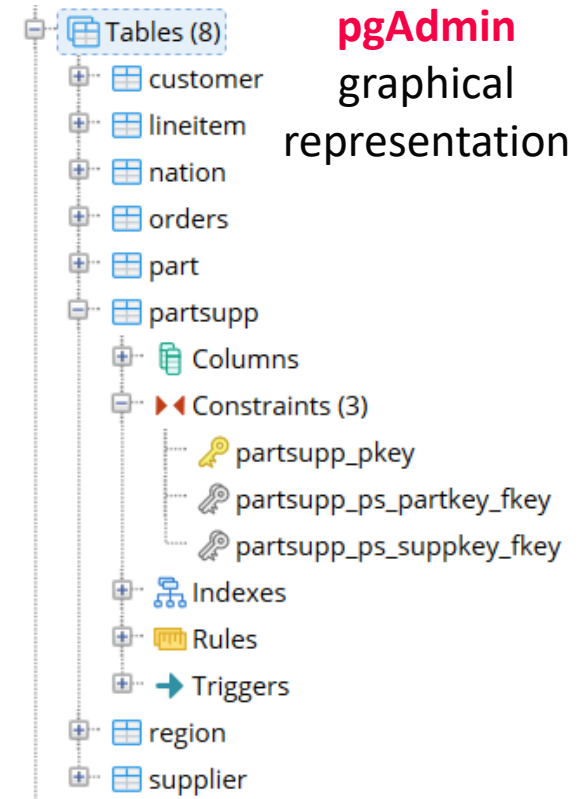 Tables (8)
customer
lineitem
nation
orders
part
partsupp
Columns
Constraints (3)
partsupp_pkey
partsupp_ps_partkey_fkey
partsupp_ps_suppkey_fkey
Indexes
Rules
Triggers
region
supplier
pgAdmin
graphical
representation